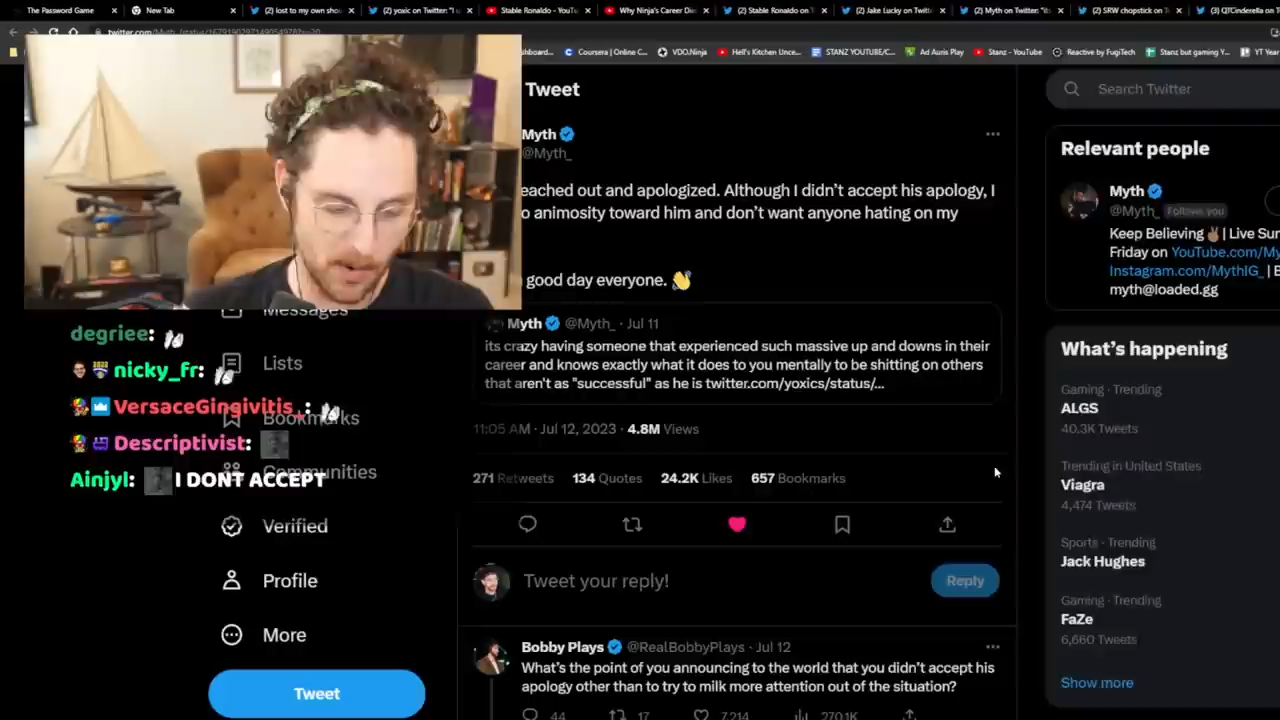 The Password Game
New Tab
(2) lost to my own show
(2) yoxic on Twitter: "I
Stable Ronaldo - YouTu
Why Ninja's Career Die
(2) Stable Ronaldo on T
(2) Jake Lucky on Twitte
(2) Myth on Twitter: "it
(2) SRW chopstick on T
(3) QTCinderella on T
Coursera | Online C...
VDO.Ninja
Hell's Kitchen Unce...
STANZ YOUTUBE/C...
Ad Auris Play
Stanz - YouTube
Reactive by FugiTech
Stanz but gaming Y...
YT Year
Tweet
Search Twitter
Myth
@Myth_
eached out and apologized. Although I didn't accept his apology, I
o animosity toward him and don't want anyone hating on my
good day everyone. 👋
Myth @Myth_ · Jul 11
its crazy having someone that experienced such massive up and downs in their
career and knows exactly what it does to you mentally to be shitting on others
that aren't as "successful" as he is twitter.com/yoxics/status/...
11:05 AM · Jul 12, 2023 · 4.8M Views
271 Retweets 134 Quotes 24.2K Likes 657 Bookmarks
Tweet your reply!
Reply
Bobby Plays @RealBobbyPlays · Jul 12
What's the point of you announcing to the world that you didn't accept his
apology other than to try to milk more attention out of the situation?
44 17 7,214 270.1K
Messages
Lists
Bookmarks
Communities
Verified
Profile
More
Tweet
degriee:
nicky_fr:
VersaceGingivitis_:
Descriptivist:
Ainjyl: I DONT ACCEPT
Relevant people
Myth
@Myth_ Follows you
Keep Believing ✌🏽 | Live Sun
Friday on YouTube.com/My
Instagram.com/MythIG_ | B
myth@loaded.gg
What's happening
Gaming · Trending
ALGS
40.3K Tweets
Trending in United States
Viagra
4,474 Tweets
Sports · Trending
Jack Hughes
Gaming · Trending
FaZe
6,660 Tweets
Show more